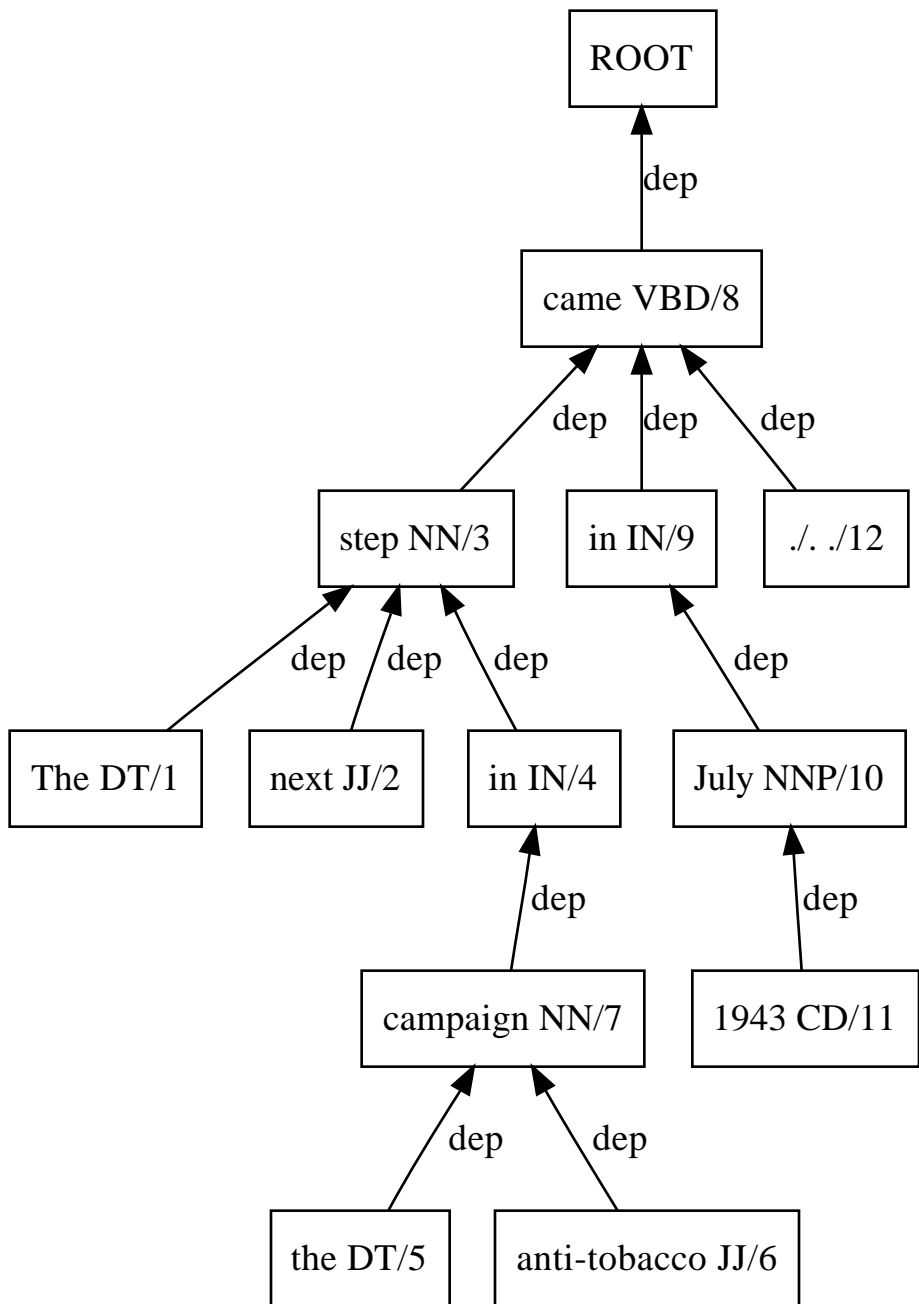 ROOT
dep
came VBD/8
dep dep dep
step NN/3 in IN/9 ./. ./12
dep dep dep dep
The DT/1 next JJ/2 in IN/4 July NNP/10
dep dep
campaign NN/7 1943 CD/11
dep dep
the DT/5 anti-tobacco JJ/6